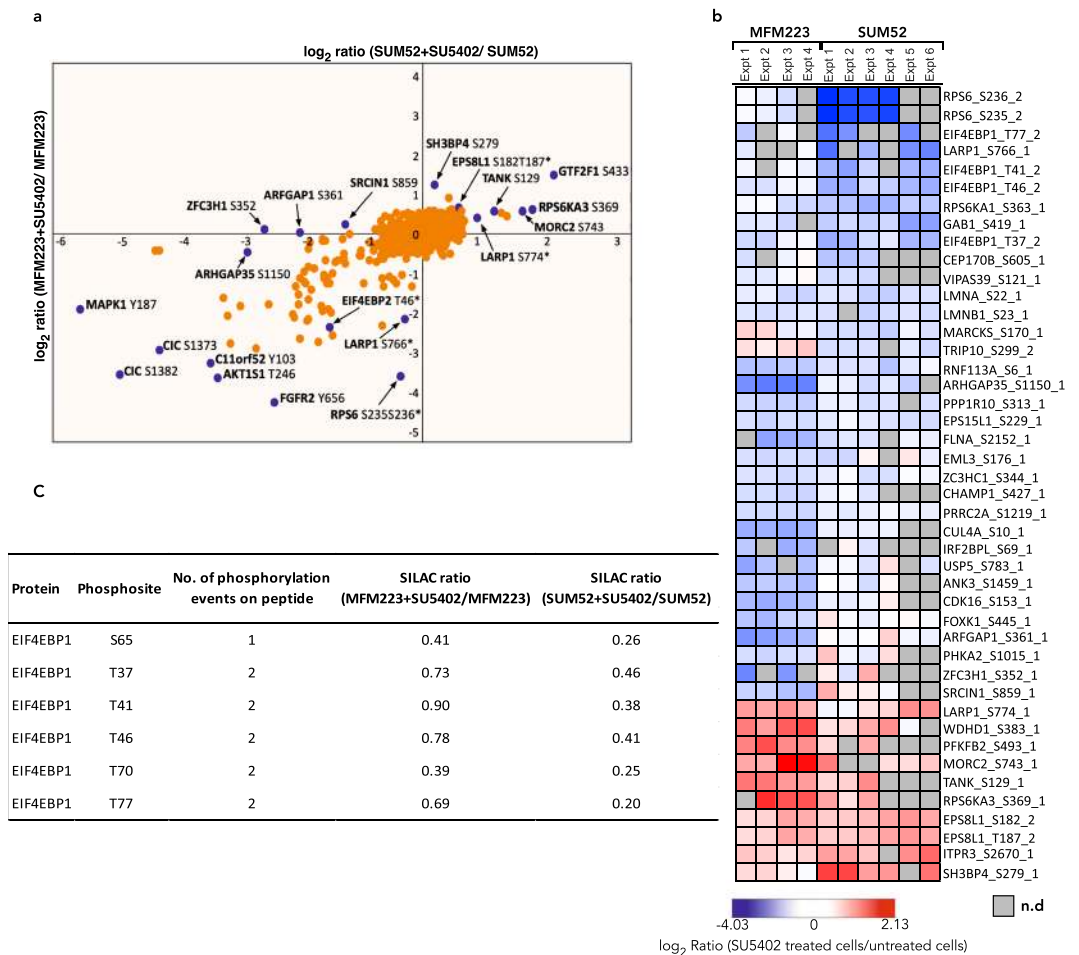 a
log2 ratio (SUM52+SU5402/ SUM52)
log2 ratio (MFM223+SU5402/ MFM223)
4
3
2
1
0
-1
-2
-3
-4
-5
-6 -5 -4 -3 -2 -1 0 1 2 3
SH3BP4 S279
EPS8L1 S182T187*
GTF2F1 S433
TANK S129
SRCIN1 S859
ARFGAP1 S361
ZFC3H1 S352
RPS6KA3 S369
MORC2 S743
LARP1 S774*
ARHGAP35 S1150
EIF4EBP2 T46*
MAPK1 Y187
LARP1 S766*
CIC S1373
C11orf52 Y103
CIC S1382
AKT1S1 T246
FGFR2 Y656
RPS6 S235S236*
b
MFM223 SUM52
Expt 1 Expt 2 Expt 3 Expt 4 Expt 1 Expt 2 Expt 3 Expt 4 Expt 5 Expt 6
RPS6_S236_2
RPS6_S235_2
EIF4EBP1_T77_2
LARP1_S766_1
EIF4EBP1_T41_2
EIF4EBP1_T46_2
RPS6KA1_S363_1
GAB1_S419_1
EIF4EBP1_T37_2
CEP170B_S605_1
VIPAS39_S121_1
LMNA_S22_1
LMNB1_S23_1
MARCKS_S170_1
TRIP10_S299_2
RNF113A_S6_1
ARHGAP35_S1150_1
PPP1R10_S313_1
EPS15L1_S229_1
FLNA_S2152_1
EML3_S176_1
ZC3HC1_S344_1
CHAMP1_S427_1
PRRC2A_S1219_1
CUL4A_S10_1
IRF2BPL_S69_1
USP5_S783_1
ANK3_S1459_1
CDK16_S153_1
FOXK1_S445_1
ARFGAP1_S361_1
PHKA2_S1015_1
ZFC3H1_S352_1
SRCIN1_S859_1
LARP1_S774_1
WDHD1_S383_1
PFKFB2_S493_1
MORC2_S743_1
TANK_S129_1
RPS6KA3_S369_1
EPS8L1_S182_2
EPS8L1_T187_2
ITPR3_S2670_1
SH3BP4_S279_1
-4.03 0 2.13
n.d
log2 Ratio (SU5402 treated cells/untreated cells)
C
Protein Phosphosite No. of phosphorylation events on peptide SILAC ratio (MFM223+SU5402/MFM223) SILAC ratio (SUM52+SU5402/SUM52)
EIF4EBP1 S65 1 0.41 0.26
EIF4EBP1 T37 2 0.73 0.46
EIF4EBP1 T41 2 0.90 0.38
EIF4EBP1 T46 2 0.78 0.41
EIF4EBP1 T70 2 0.39 0.25
EIF4EBP1 T77 2 0.69 0.20